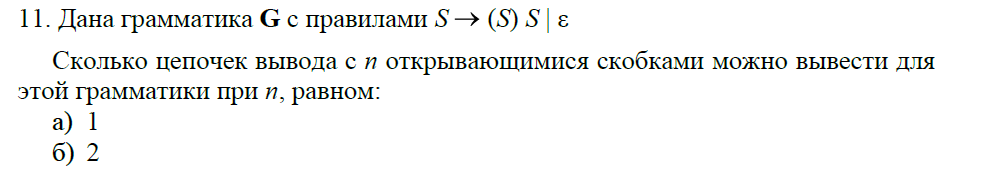 11. Дана грамматика G с правилами S → (S) S | ε
Сколько цепочек вывода с n открывающимися скобками можно вывести для
этой грамматики при n, равном:
а) 1
б) 2